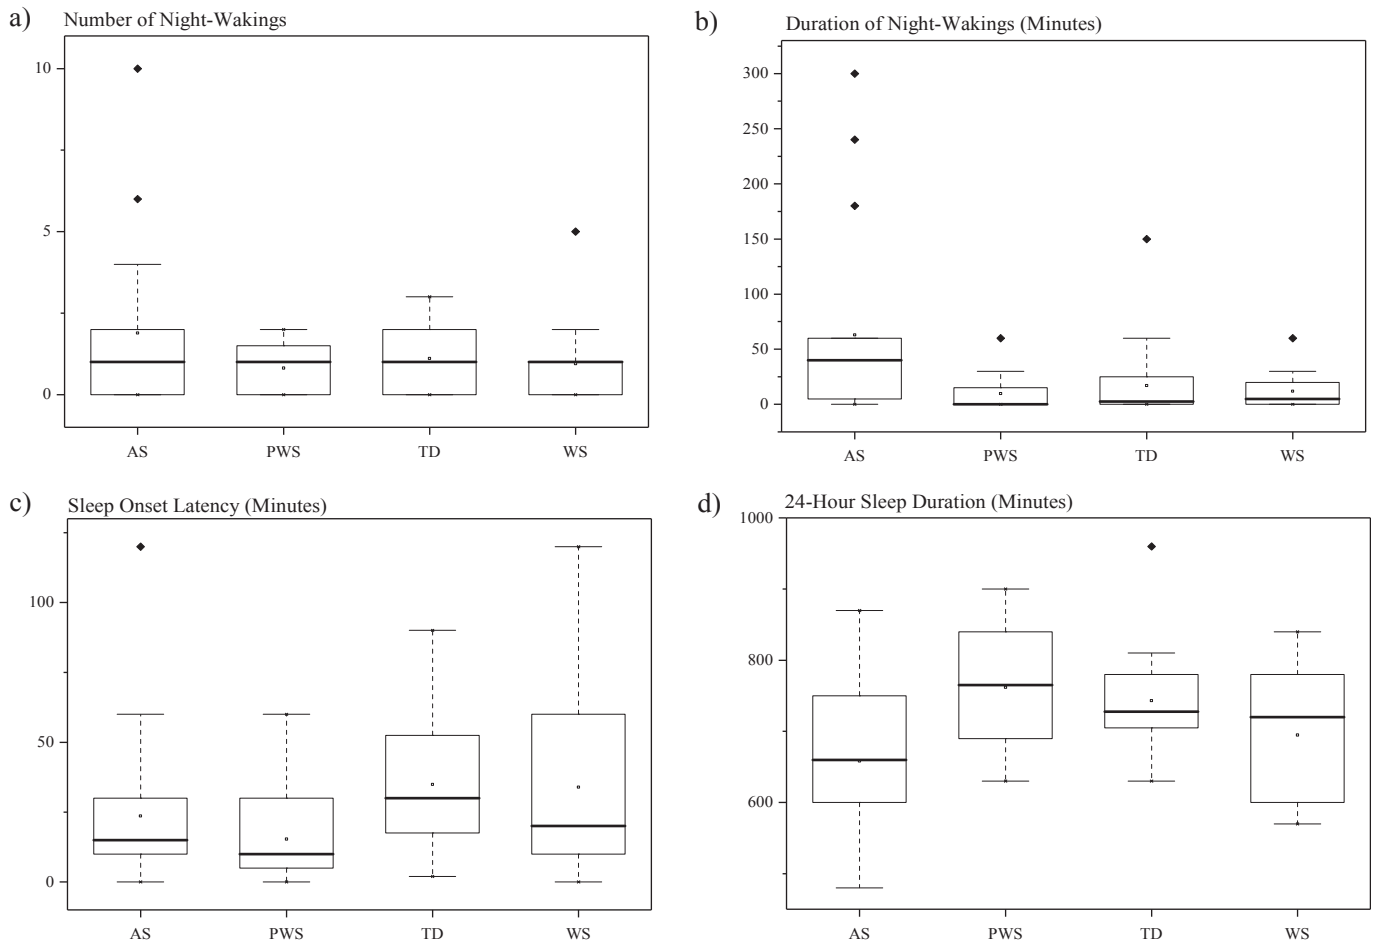 a) Number of Night-Wakings
10
5
0
AS PWS TD WS
b) Duration of Night-Wakings (Minutes)
300
250
200
150
100
50
0
AS PWS TD WS
c) Sleep Onset Latency (Minutes)
100
50
0
AS PWS TD WS
d) 24-Hour Sleep Duration (Minutes)
1000
800
600
AS PWS TD WS